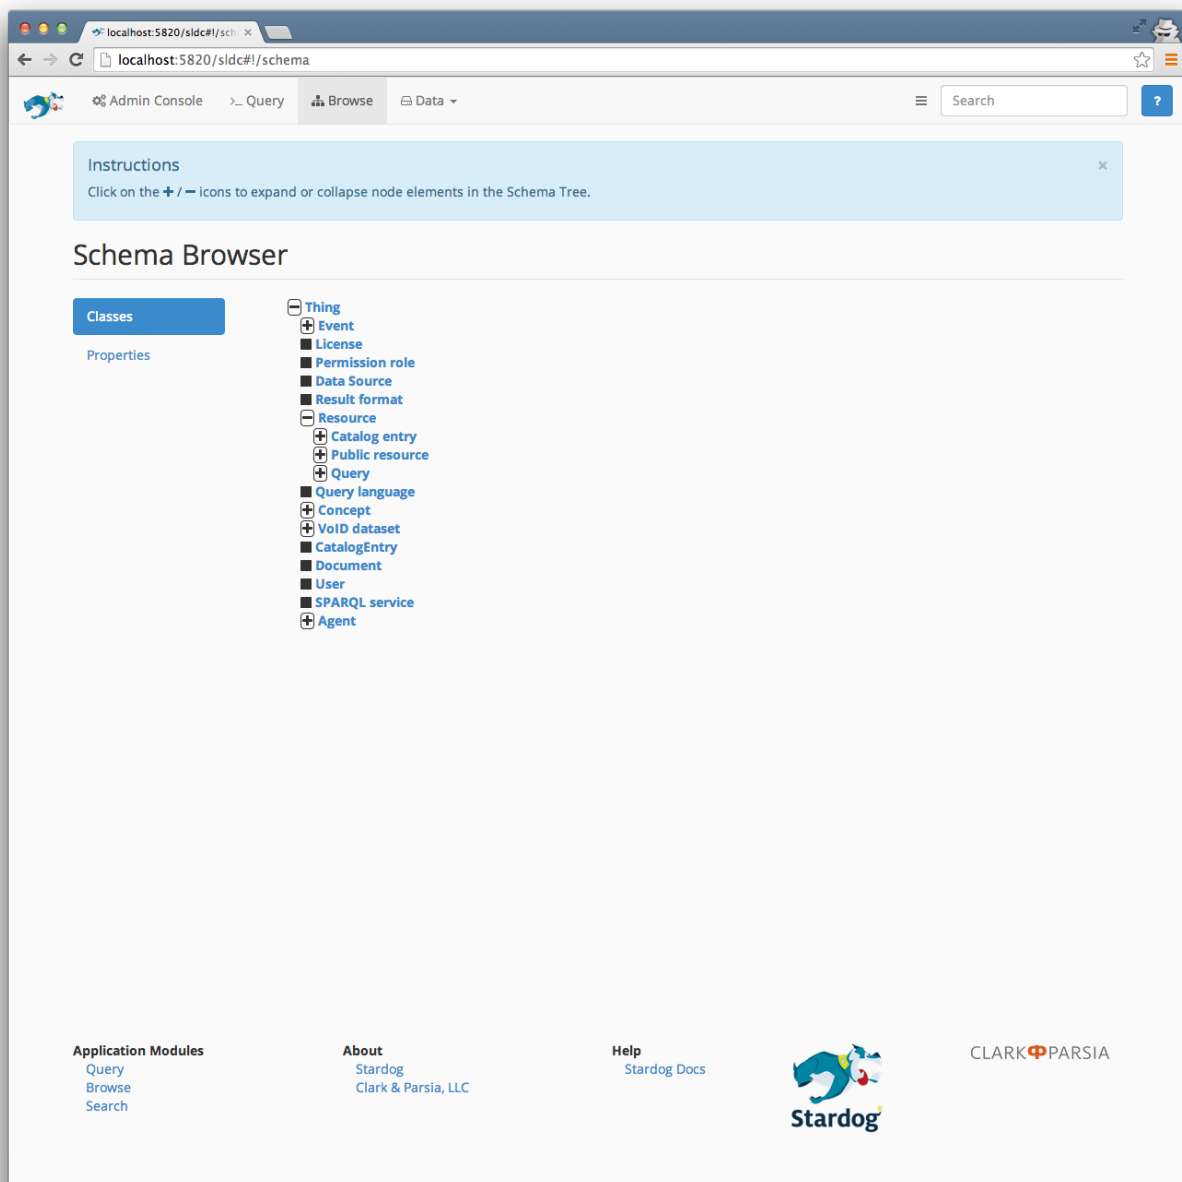 localhost:5820/sldc#!/sch
localhost:5820/sldc#!/schema
Admin Console Query Browse Data Search ?
Instructions
Click on the + / − icons to expand or collapse node elements in the Schema Tree.
Schema Browser
Classes
Properties
Thing
Event
License
Permission role
Data Source
Result format
Resource
Catalog entry
Public resource
Query
Query language
Concept
VoID dataset
CatalogEntry
Document
User
SPARQL service
Agent
Application Modules
Query
Browse
Search
About
Stardog
Clark & Parsia, LLC
Help
Stardog Docs
Stardog
CLARK PARSIA